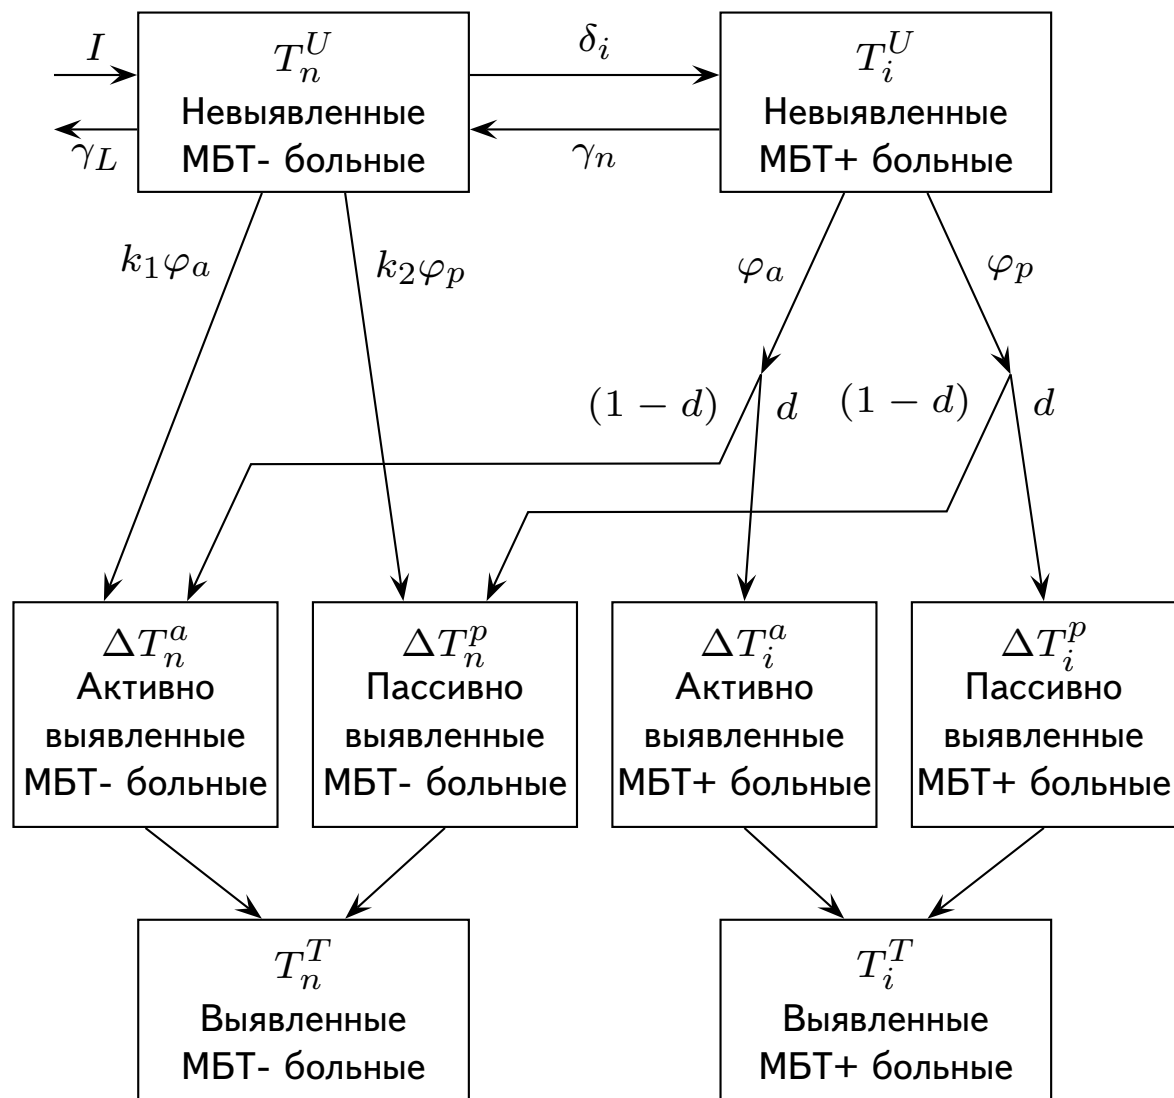 I
γ_L
T_n^U
Невыявленные
МБТ- больные
δ_i
γ_n
T_i^U
Невыявленные
МБТ+ больные
k_1φ_a
k_2φ_p
φ_a
φ_p
(1 − d)
d
(1 − d)
d
ΔT_n^a
Активно
выявленные
МБТ- больные
ΔT_n^p
Пассивно
выявленные
МБТ- больные
ΔT_i^a
Активно
выявленные
МБТ+ больные
ΔT_i^p
Пассивно
выявленные
МБТ+ больные
T_n^T
Выявленные
МБТ- больные
T_i^T
Выявленные
МБТ+ больные